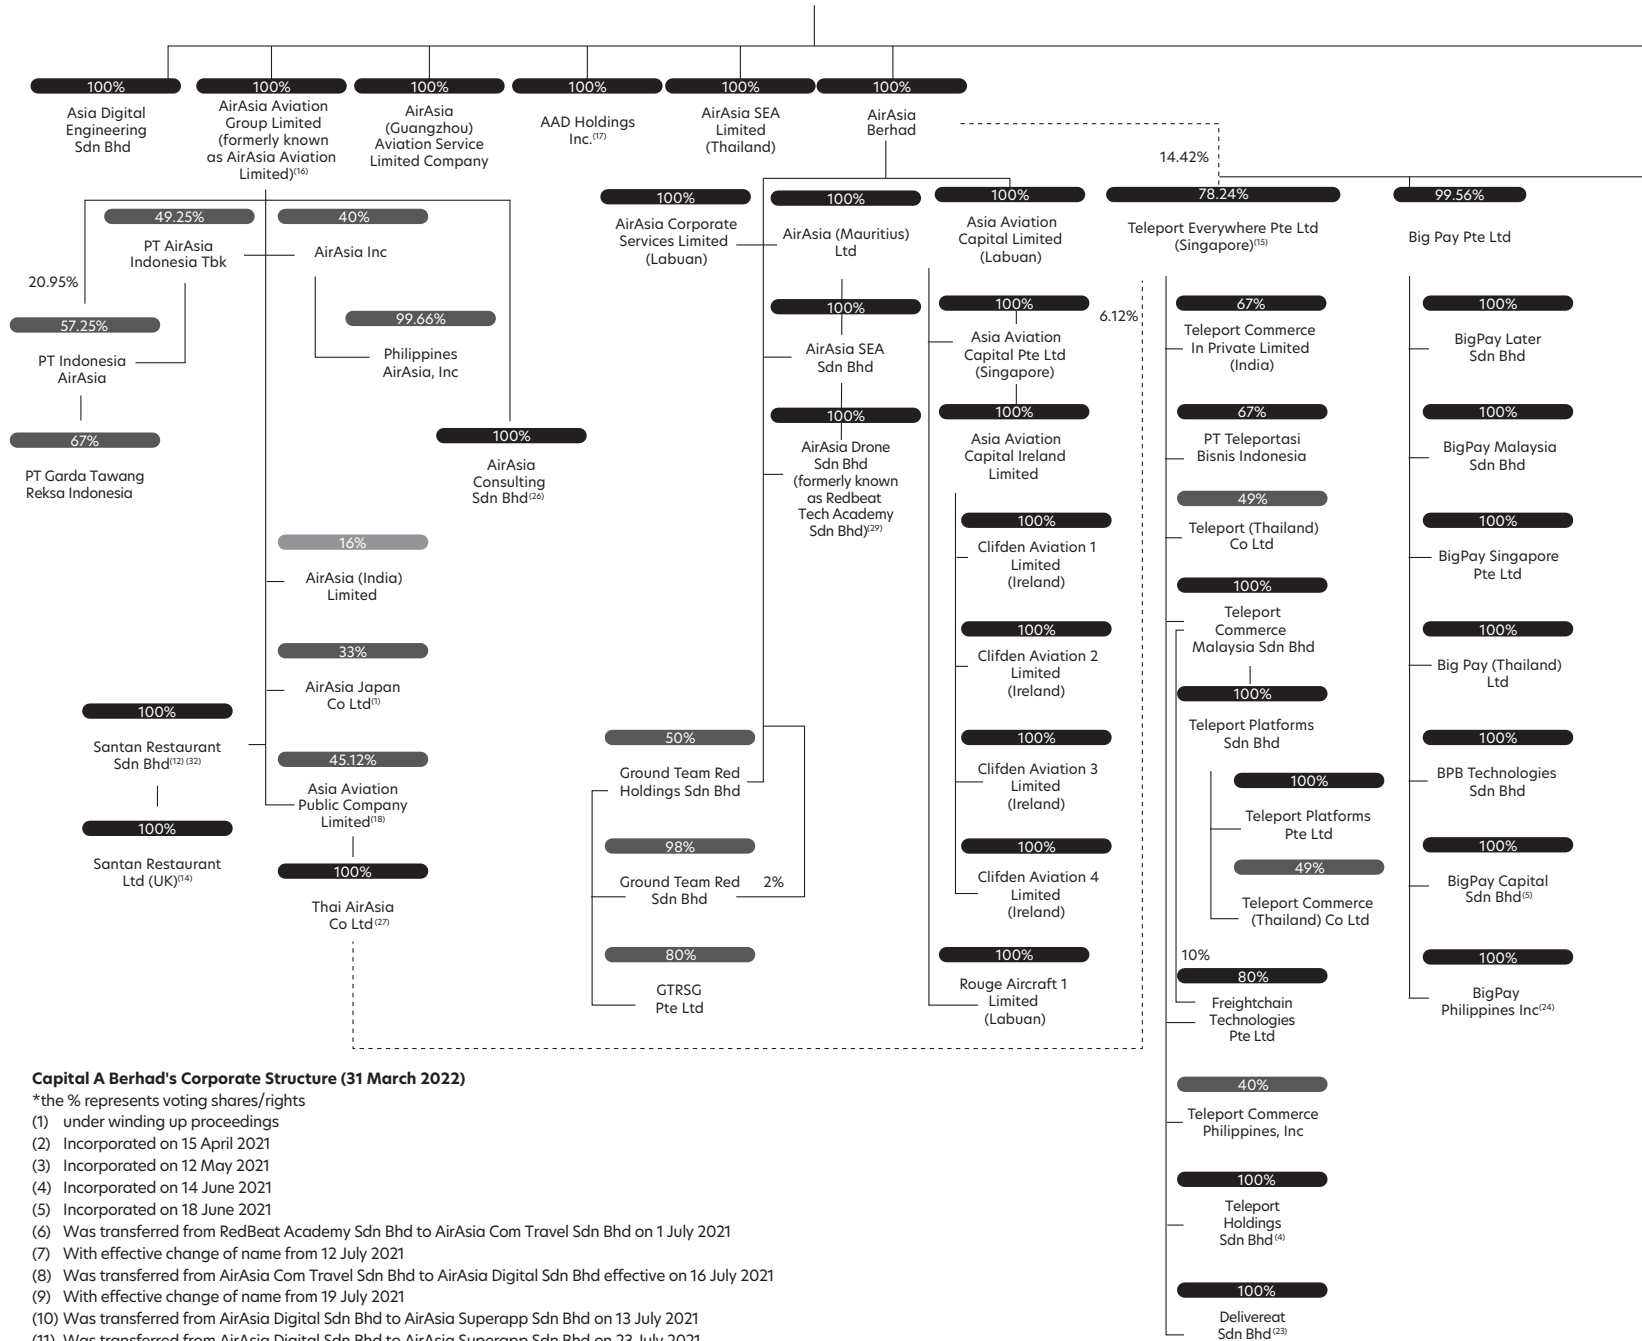 100%
Asia Digital
Engineering
Sdn Bhd
100%
AirAsia Aviation
Group Limited
(formerly known
as AirAsia Aviation
Limited)(16)
100%
AirAsia
(Guangzhou)
Aviation Service
Limited Company
100%
AAD Holdings
Inc.(17)
100%
AirAsia SEA
Limited
(Thailand)
100%
AirAsia
Berhad
14.42%
49.25%
PT AirAsia
Indonesia Tbk
40%
AirAsia Inc
20.95%
57.25%
PT Indonesia
AirAsia
99.66%
Philippines
AirAsia, Inc
67%
PT Garda Tawang
Reksa Indonesia
100%
AirAsia
Consulting
Sdn Bhd(26)
16%
AirAsia (India)
Limited
33%
AirAsia Japan
Co Ltd(1)
100%
Santan Restaurant
Sdn Bhd(12) (32)
45.12%
Asia Aviation
Public Company
Limited(18)
100%
Santan Restaurant
Ltd (UK)(14)
100%
Thai AirAsia
Co Ltd(27)
100%
AirAsia Corporate
Services Limited
(Labuan)
100%
AirAsia (Mauritius)
Ltd
100%
AirAsia SEA
Sdn Bhd
100%
AirAsia Drone
Sdn Bhd
(formerly known
as Redbeat
Tech Academy
Sdn Bhd)(29)
50%
Ground Team Red
Holdings Sdn Bhd
98%
Ground Team Red
Sdn Bhd
2%
80%
GTRSG
Pte Ltd
100%
Asia Aviation
Capital Limited
(Labuan)
100%
Asia Aviation
Capital Pte Ltd
(Singapore)
100%
Asia Aviation
Capital Ireland
Limited
100%
Clifden Aviation 1
Limited
(Ireland)
100%
Clifden Aviation 2
Limited
(Ireland)
100%
Clifden Aviation 3
Limited
(Ireland)
100%
Clifden Aviation 4
Limited
(Ireland)
100%
Rouge Aircraft 1
Limited
(Labuan)
6.12%
78.24%
Teleport Everywhere Pte Ltd
(Singapore)(15)
67%
Teleport Commerce
In Private Limited
(India)
67%
PT Teleportasi
Bisnis Indonesia
49%
Teleport (Thailand)
Co Ltd
100%
Teleport
Commerce
Malaysia Sdn Bhd
100%
Teleport Platforms
Sdn Bhd
100%
Teleport Platforms
Pte Ltd
49%
Teleport Commerce
(Thailand) Co Ltd
10%
80%
Freightchain
Technologies
Pte Ltd
40%
Teleport Commerce
Philippines, Inc
100%
Teleport
Holdings
Sdn Bhd(4)
100%
Delivereat
Sdn Bhd(23)
99.56%
Big Pay Pte Ltd
100%
BigPay Later
Sdn Bhd
100%
BigPay Malaysia
Sdn Bhd
100%
BigPay Singapore
Pte Ltd
100%
Big Pay (Thailand)
Ltd
100%
BPB Technologies
Sdn Bhd
100%
BigPay Capital
Sdn Bhd(5)
100%
BigPay
Philippines Inc(24)
Capital A Berhad's Corporate Structure (31 March 2022)
*the % represents voting shares/rights
(1) under winding up proceedings
(2) Incorporated on 15 April 2021
(3) Incorporated on 12 May 2021
(4) Incorporated on 14 June 2021
(5) Incorporated on 18 June 2021
(6) Was transferred from RedBeat Academy Sdn Bhd to AirAsia Com Travel Sdn Bhd on 1 July 2021
(7) With effective change of name from 12 July 2021
(8) Was transferred from AirAsia Com Travel Sdn Bhd to AirAsia Digital Sdn Bhd effective on 16 July 2021
(9) With effective change of name from 19 July 2021
(10) Was transferred from AirAsia Digital Sdn Bhd to AirAsia Superapp Sdn Bhd on 13 July 2021
(11) Was transferred from AirAsia Digital Sdn Bhd to AirAsia Superapp Sdn Bhd on 23 July 2021